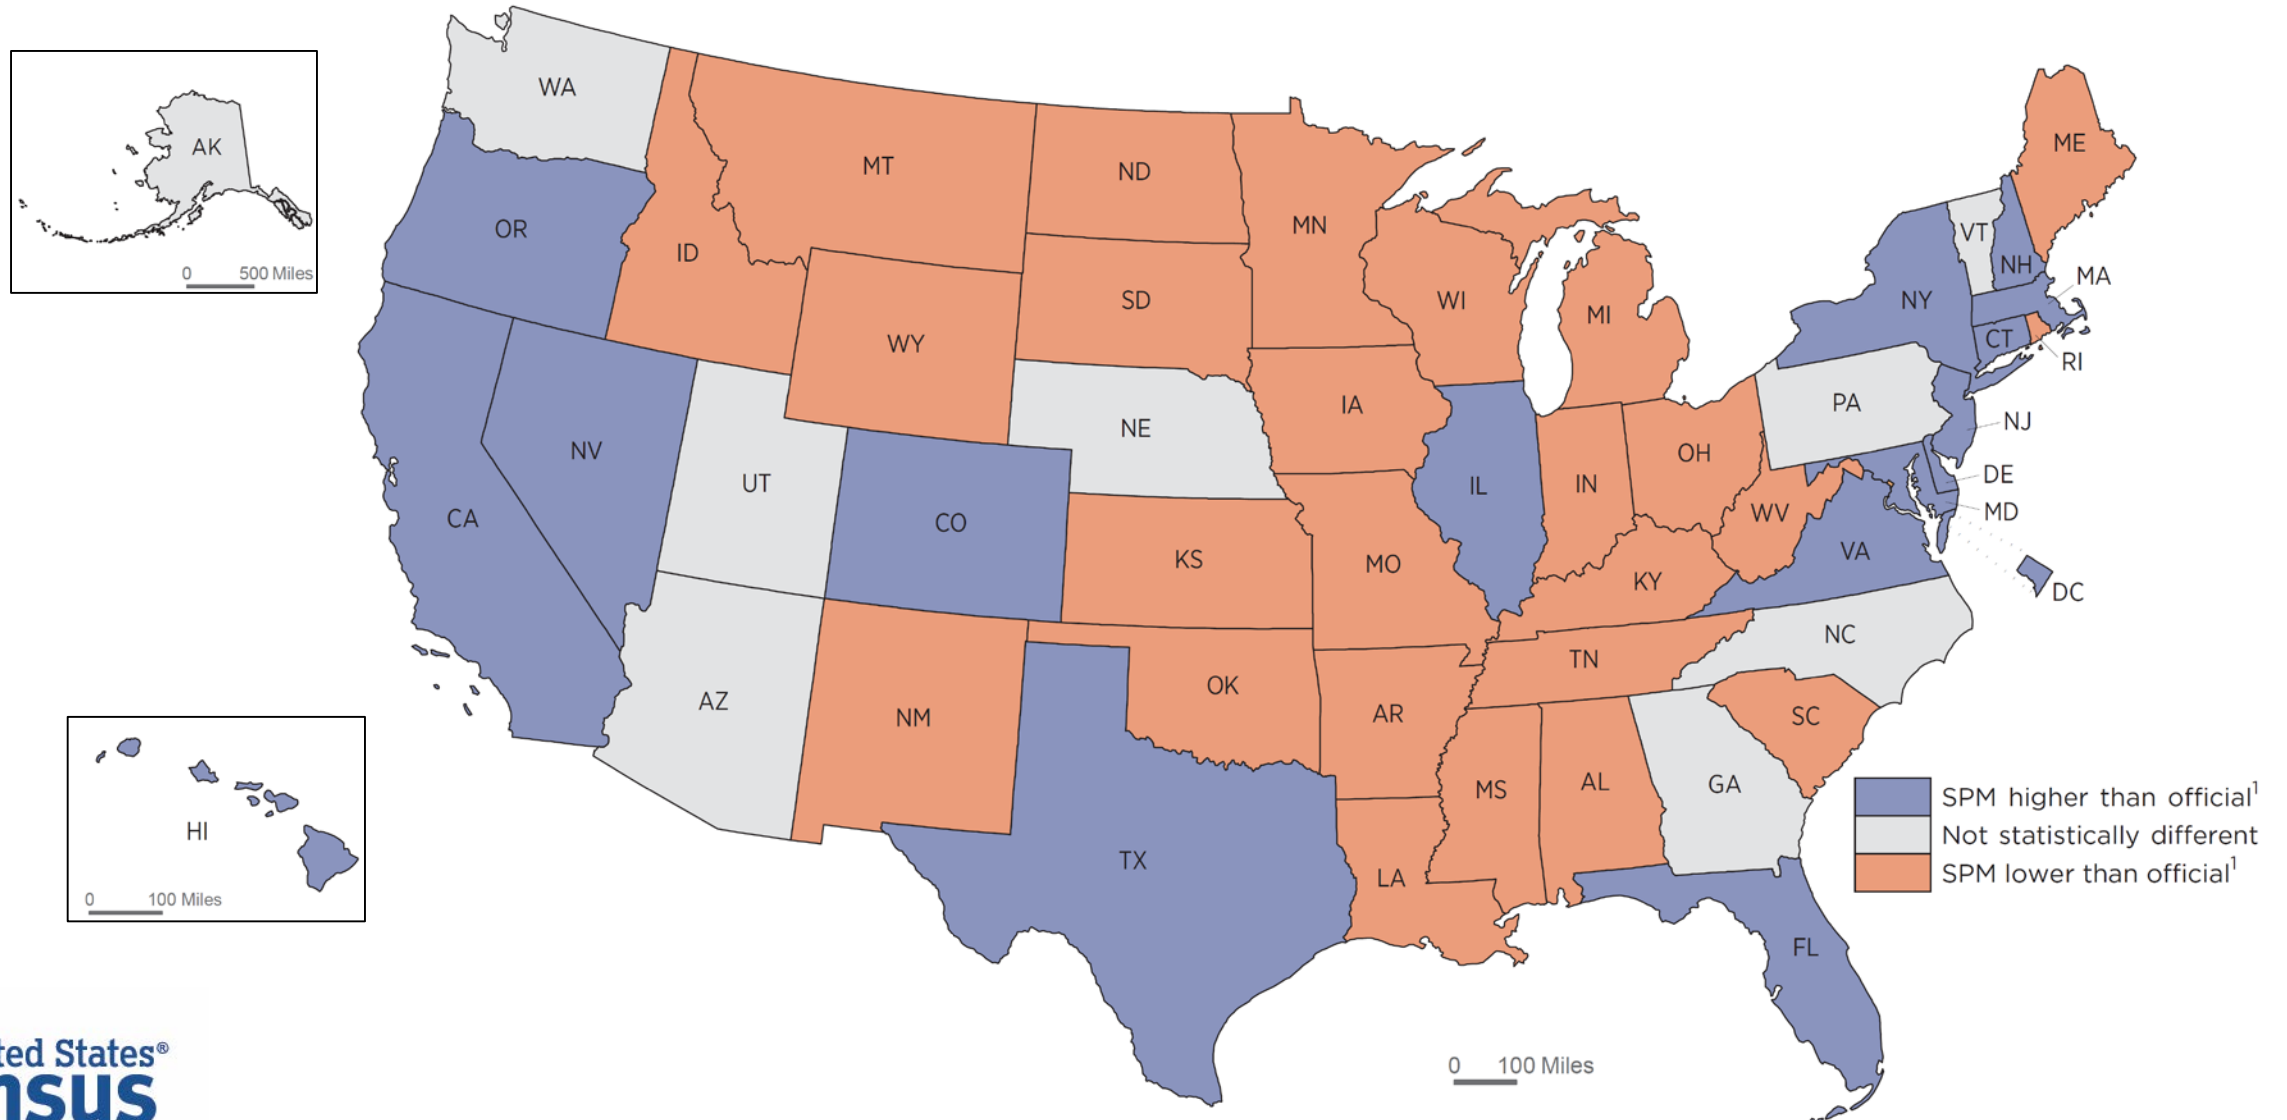 WA
AK
MT
ND
ME
OR
ID
MN
VT
NH
MA
0 500 Miles
SD
WI
MI
NY
CT
RI
WY
IA
PA
NJ
NV
UT
NE
OH
DE
CA
CO
IL
IN
WV
MD
KS
MO
KY
VA
DC
NC
TN
AZ
NM
OK
AR
SC
MS
AL
GA
SPM higher than official¹
Not statistically different
SPM lower than official¹
HI
0 100 Miles
TX
LA
FL
0 100 Miles
ted States®
nsus